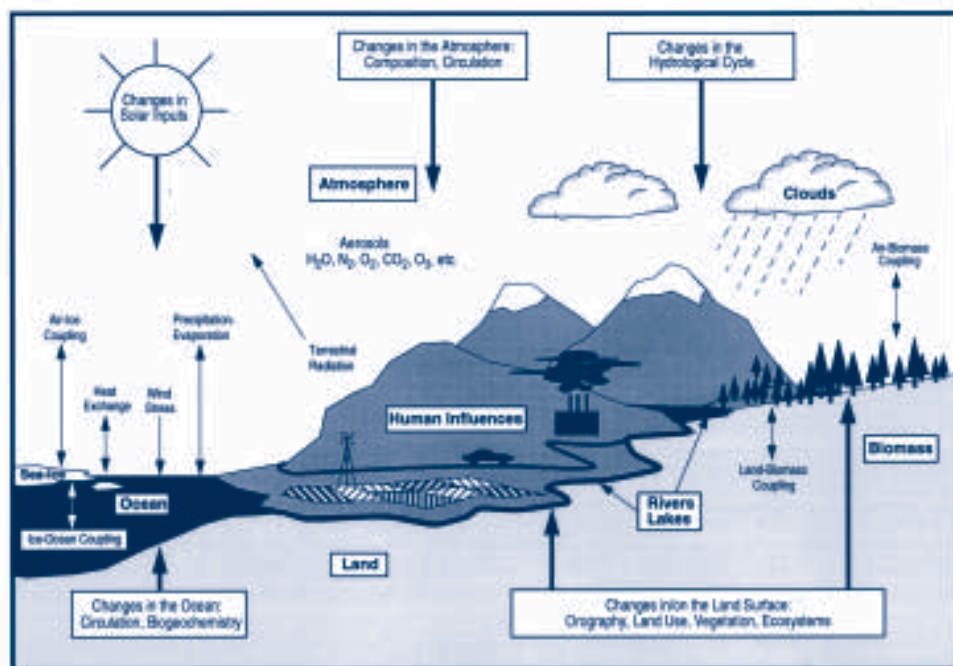 Changes in the Atmosphere:
Composition, Circulation
Changes in the
Hydrological Cycle
Changes in
Solar Inputs
Atmosphere
Clouds
Aerosols
H₂O, N₂, O₂, CO₂, O₃, etc.
Air-Biomass
Coupling
Air-Ice
Coupling
Precipitation-
Evaporation
Terrestrial
Radiation
Heat
Exchange
Wind
Stress
Human Influences
Biomass
Land-Biomass
Coupling
Sea-Ice
Ocean
Rivers
Lakes
Ice-Ocean Coupling
Land
Changes in the Ocean:
Circulation, Biogeochemistry
Changes in/on the Land Surface:
Orography, Land Use, Vegetation, Ecosystems